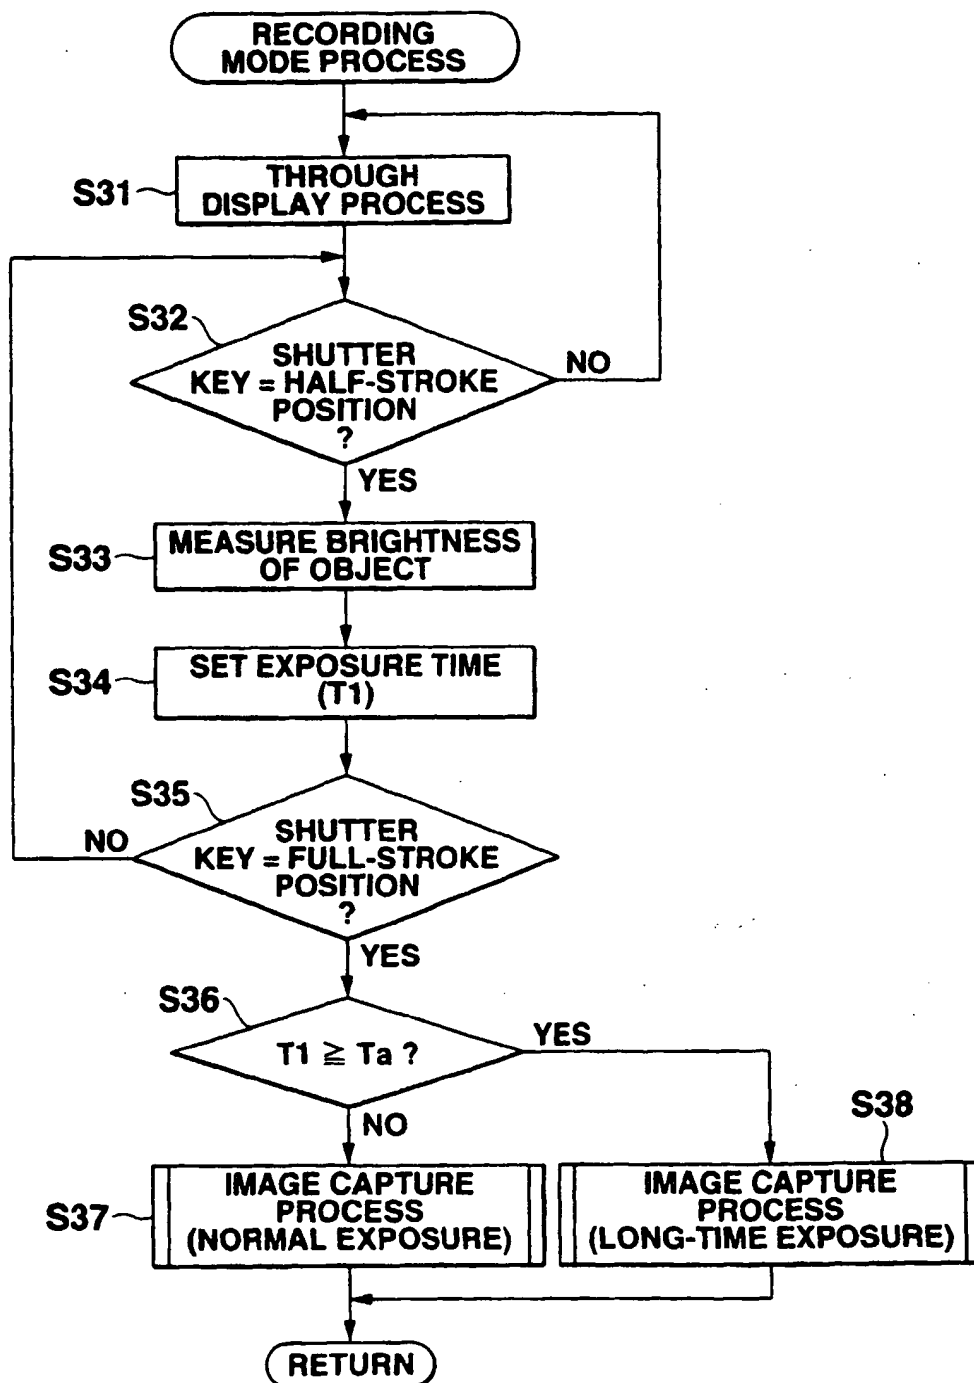 RECORDING
MODE PROCESS
S31
THROUGH
DISPLAY PROCESS
S32
SHUTTER
KEY = HALF-STROKE
POSITION
?
NO
YES
S33
MEASURE BRIGHTNESS
OF OBJECT
S34
SET EXPOSURE TIME
(T1)
S35
SHUTTER
KEY = FULL-STROKE
POSITION
?
NO
YES
S36
T1 ≧ Ta ?
YES
NO
S37
IMAGE CAPTURE
PROCESS
(NORMAL EXPOSURE)
S38
IMAGE CAPTURE
PROCESS
(LONG-TIME EXPOSURE)
RETURN